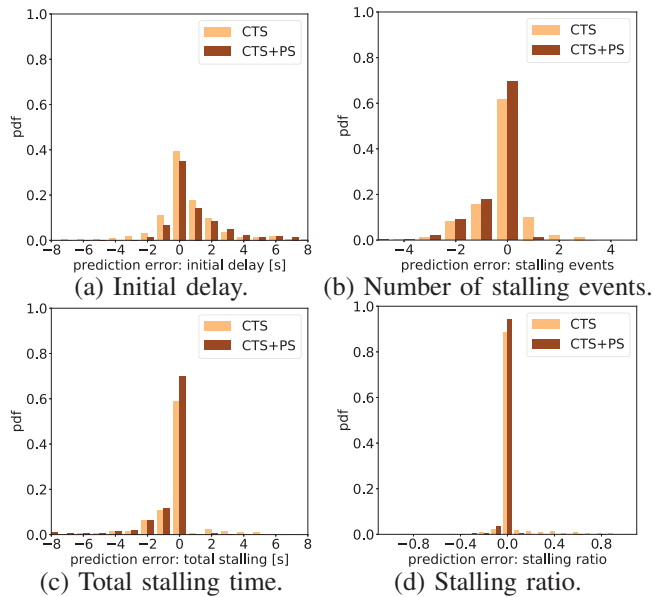 1.0
0.8
0.6
0.4
0.2
0.0
pdf
CTS
CTS+PS
−8 −6 −4 −2 0 2 4 6 8
prediction error: initial delay [s]
(a) Initial delay.
1.0
0.8
0.6
0.4
0.2
0.0
pdf
CTS
CTS+PS
−4 −2 0 2 4
prediction error: stalling events
(b) Number of stalling events.
1.0
0.8
0.6
0.4
0.2
0.0
pdf
CTS
CTS+PS
−8 −6 −4 −2 0 2 4 6 8
prediction error: total stalling [s]
(c) Total stalling time.
1.0
0.8
0.6
0.4
0.2
0.0
pdf
CTS
CTS+PS
−0.8 −0.4 0.0 0.4 0.8
prediction error: stalling ratio
(d) Stalling ratio.